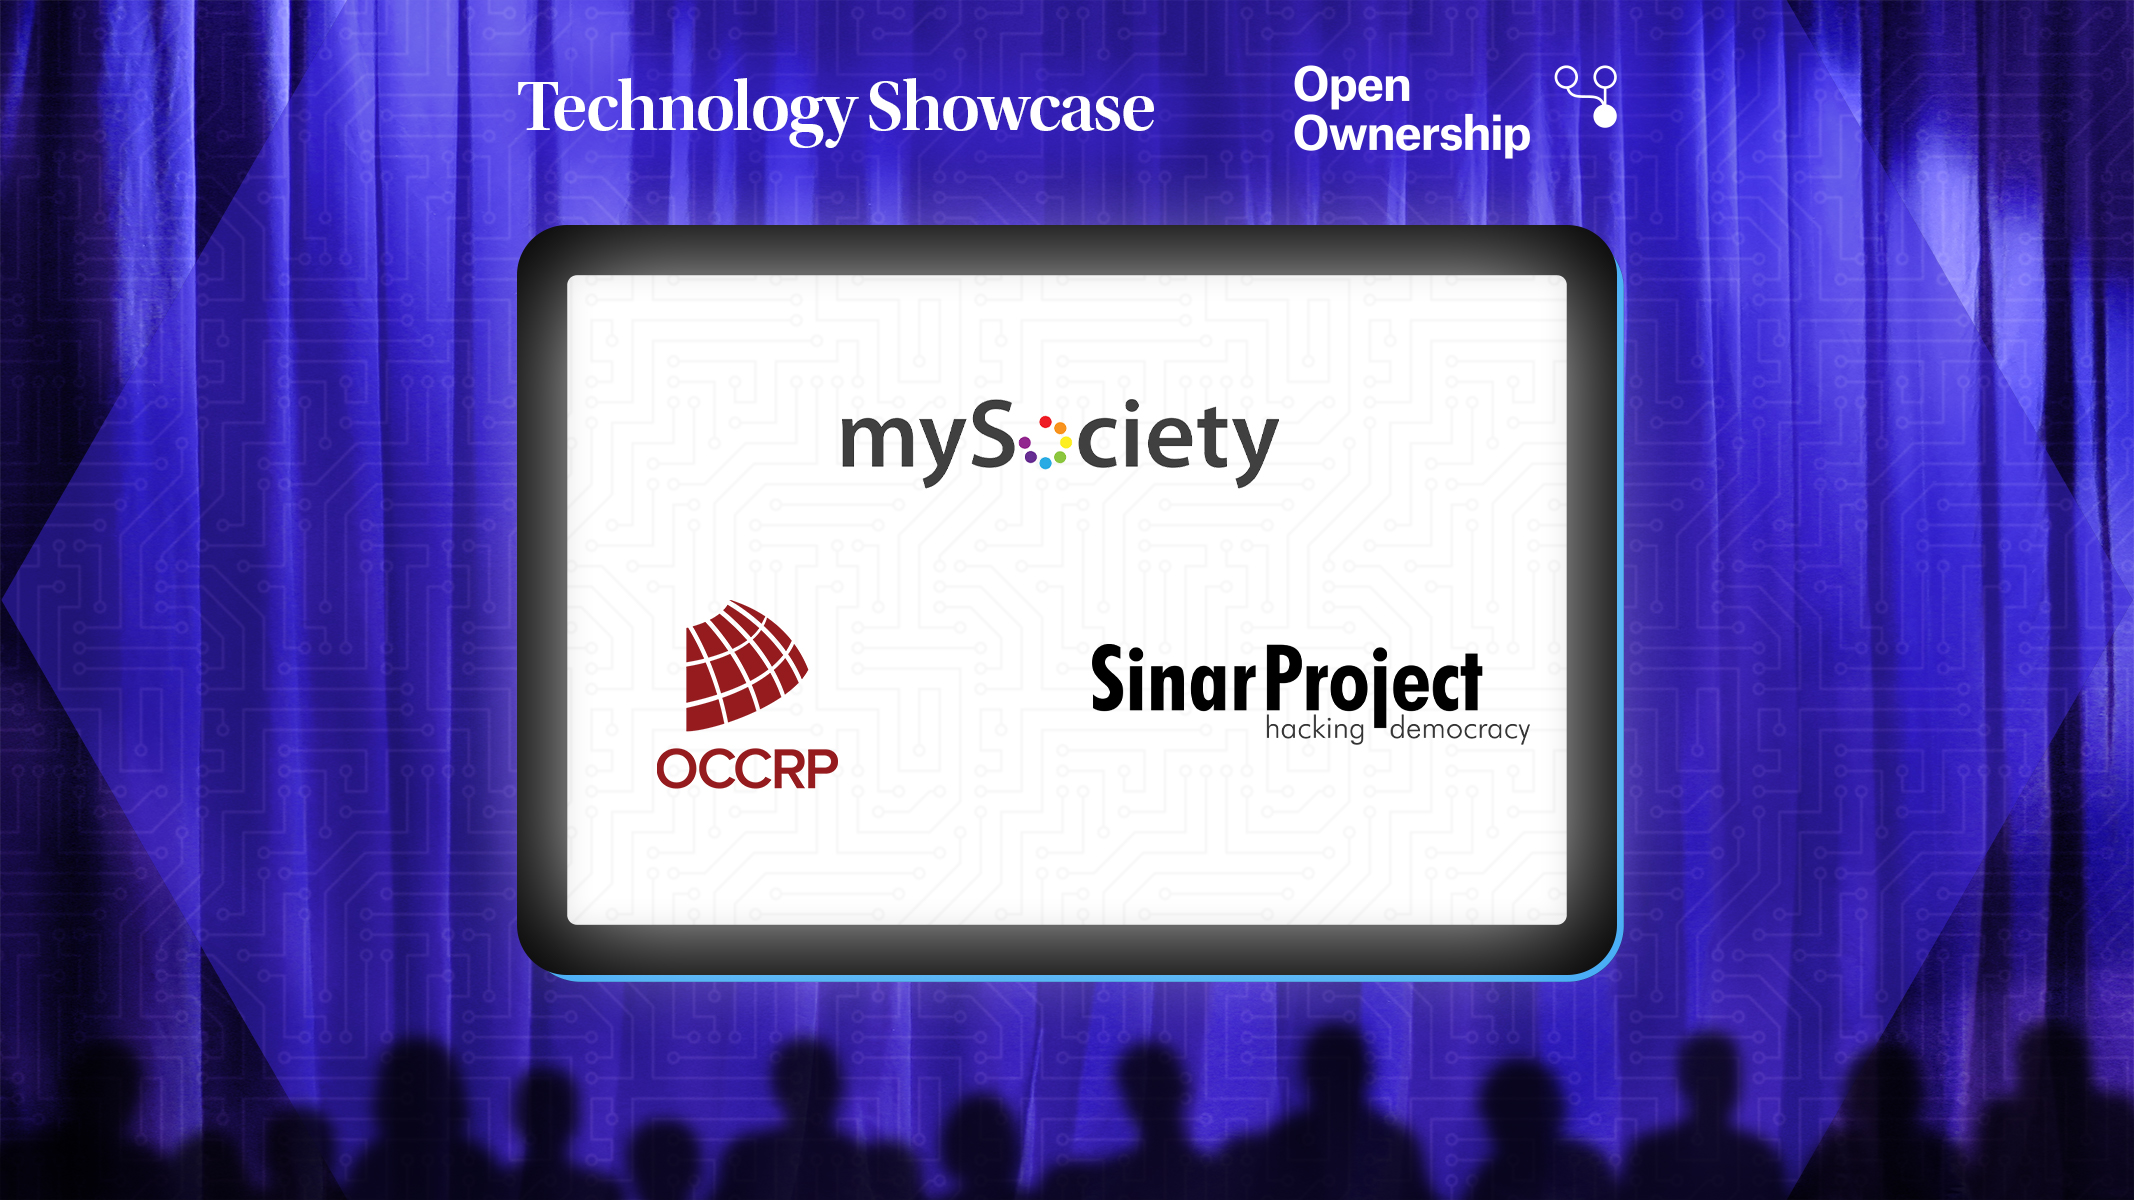 Technology Showcase
Open
Ownership
mySociety
OCCRP
Sinar Project
hacking democracy